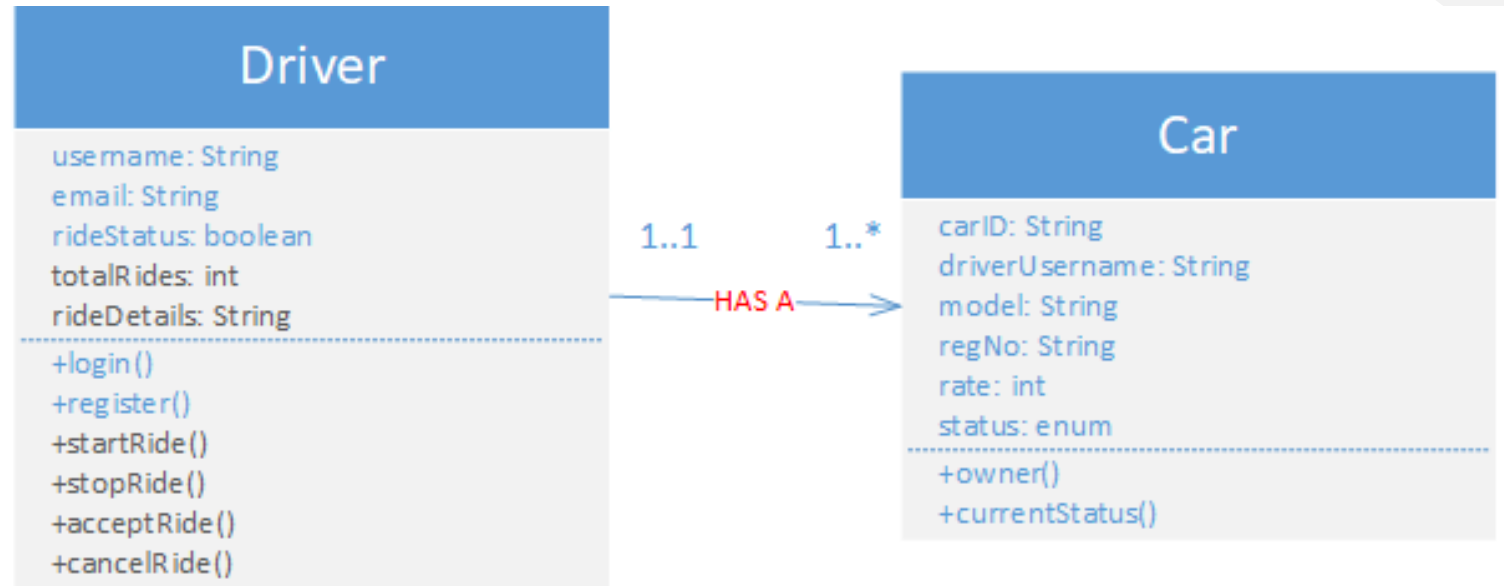 Driver
username: String
email: String
rideStatus: boolean
totalRides: int
rideDetails: String
+login()
+register()
+startRide()
+stopRide()
+acceptRide()
+cancelRide()
1..1
1..*
HAS A
Car
carID: String
driverUsername: String
model: String
regNo: String
rate: int
status: enum
+owner()
+currentStatus()